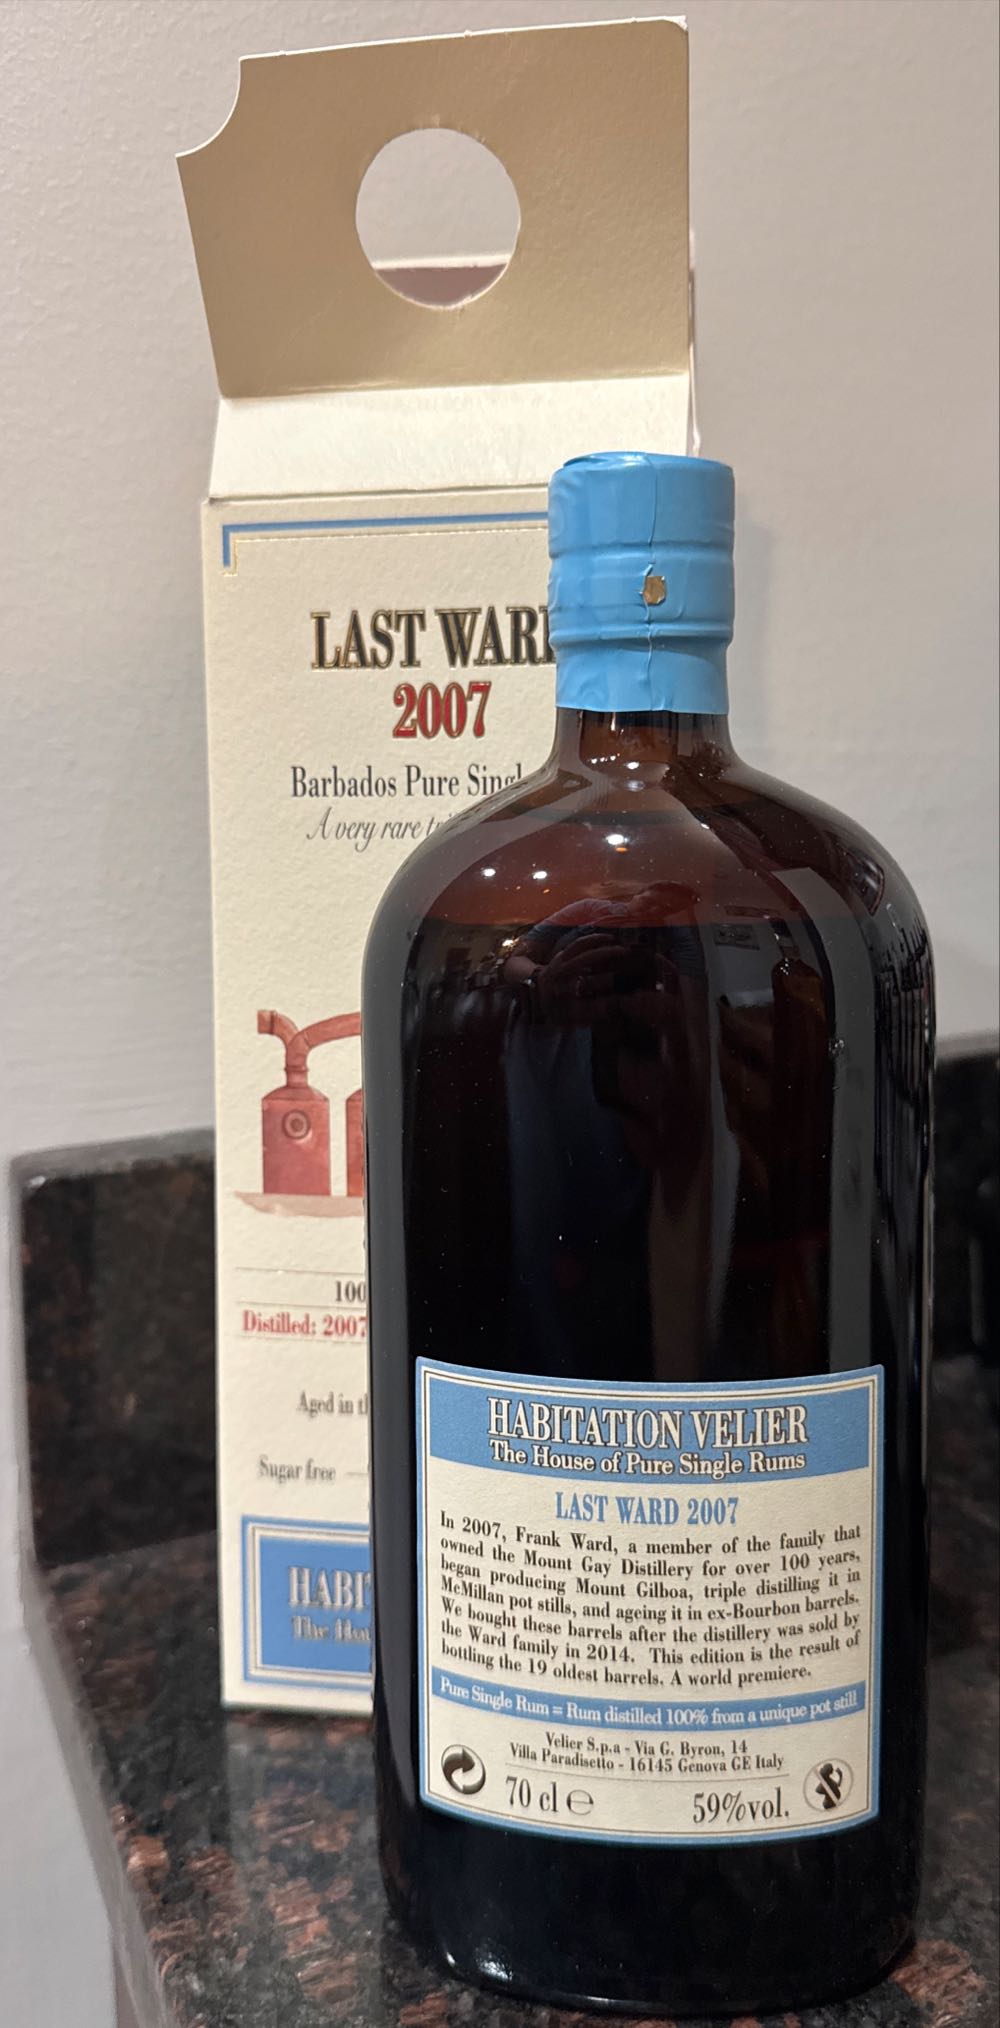 LAST WARD
2007
Barbados Pure
A very rare
100
Distilled: 2007
Aged in
Sugar free
HABI
The
HABITATION VELIER
The House of Pure Single Rums
LAST WARD 2007
In 2007, Frank Ward, a member of the family that
owned the Mount Gay Distillery for over 100 years,
began producing Mount Gilboa, triple distilling it in
McMillan pot stills, and ageing it in ex-Bourbon barrels.
We bought these barrels after the distillery was sold by
the Ward family in 2014. This edition is the result of
bottling the 19 oldest barrels. A world premiere.
Pure Single Rum = Rum distilled 100% from a unique pot still
Velier S.p.a - Via G. Byron, 14
Villa Paradisetto - 16145 Genova GE Italy
70 cl ℮ 59%vol.